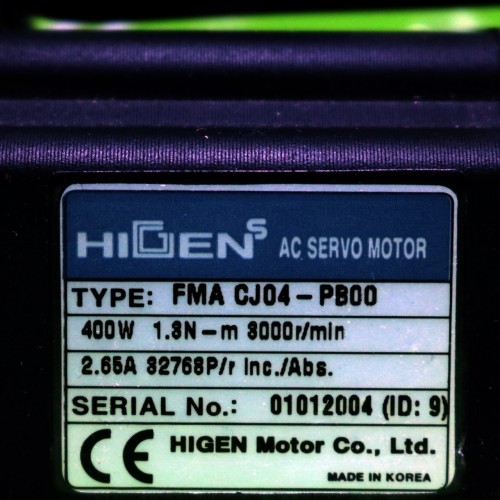 HIGENS AC SERVO MOTOR
TYPE: FMA CJ04-PB00
400W 1.3N-m 3000r/min
2.65A 32768P/r Inc./Abs.
SERIAL No.: 01012004 (ID: 9)
CE HIGEN Motor Co., Ltd.
MADE IN KOREA